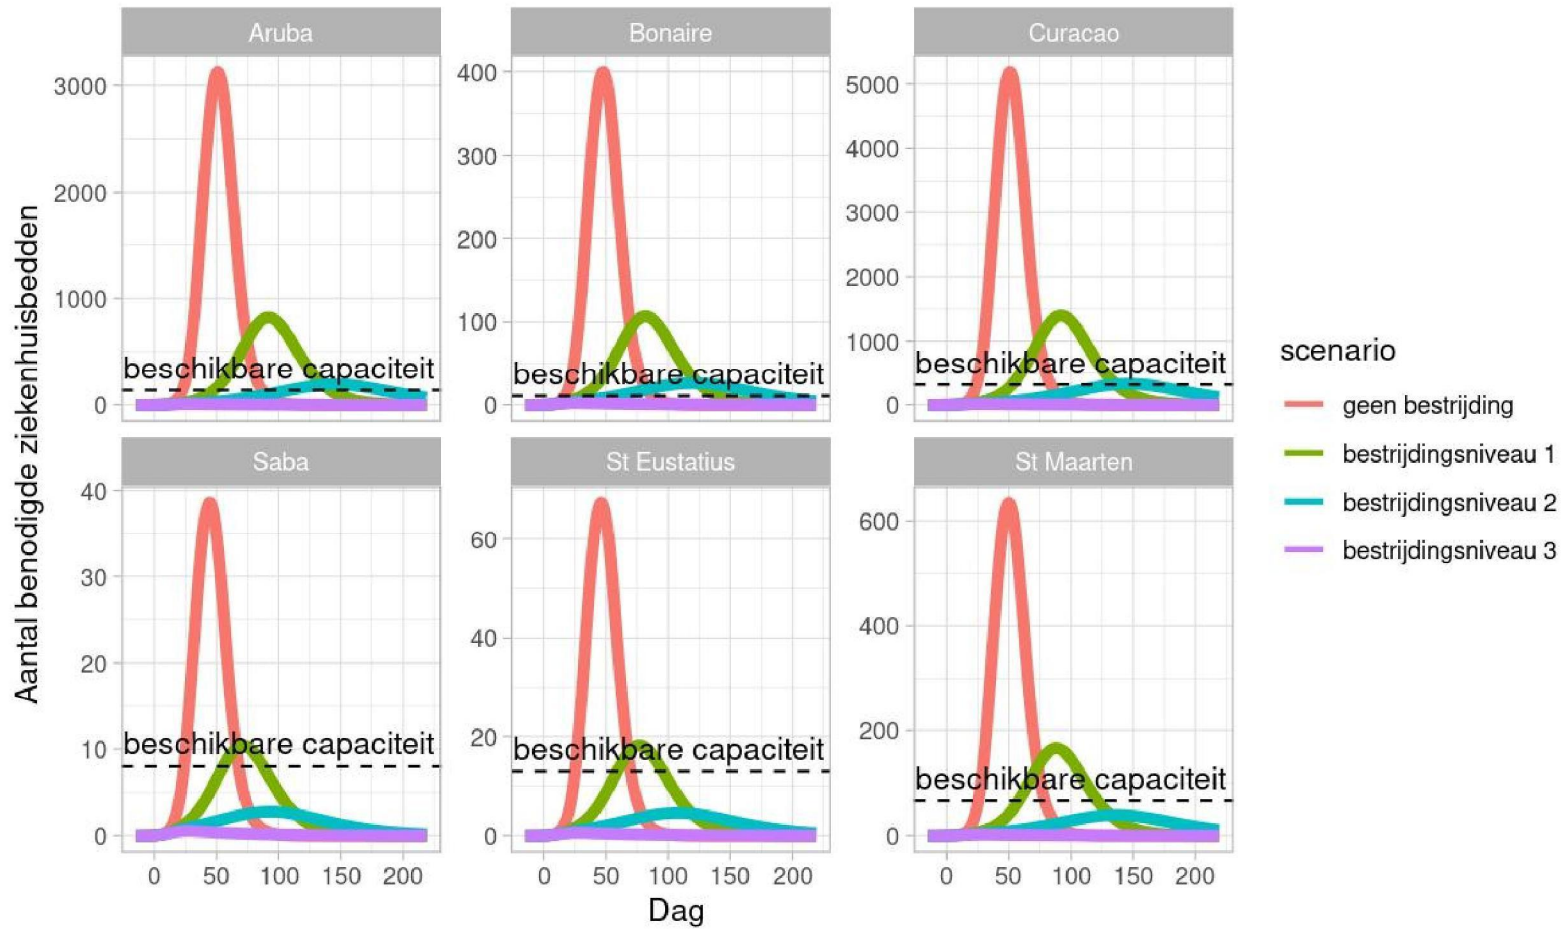 Aantal benodigde ziekenhuisbedden
Aruba
3000
2000
1000
0
beschikbare capaciteit
Bonaire
400
300
200
100
0
beschikbare capaciteit
Curacao
5000
4000
3000
2000
1000
0
beschikbare capaciteit
Saba
40
30
20
10
0
beschikbare capaciteit
0 50 100 150 200
St Eustatius
60
40
20
0
beschikbare capaciteit
0 50 100 150 200
St Maarten
600
400
200
0
beschikbare capaciteit
0 50 100 150 200
Dag
scenario
geen bestrijding
bestrijdingsniveau 1
bestrijdingsniveau 2
bestrijdingsniveau 3